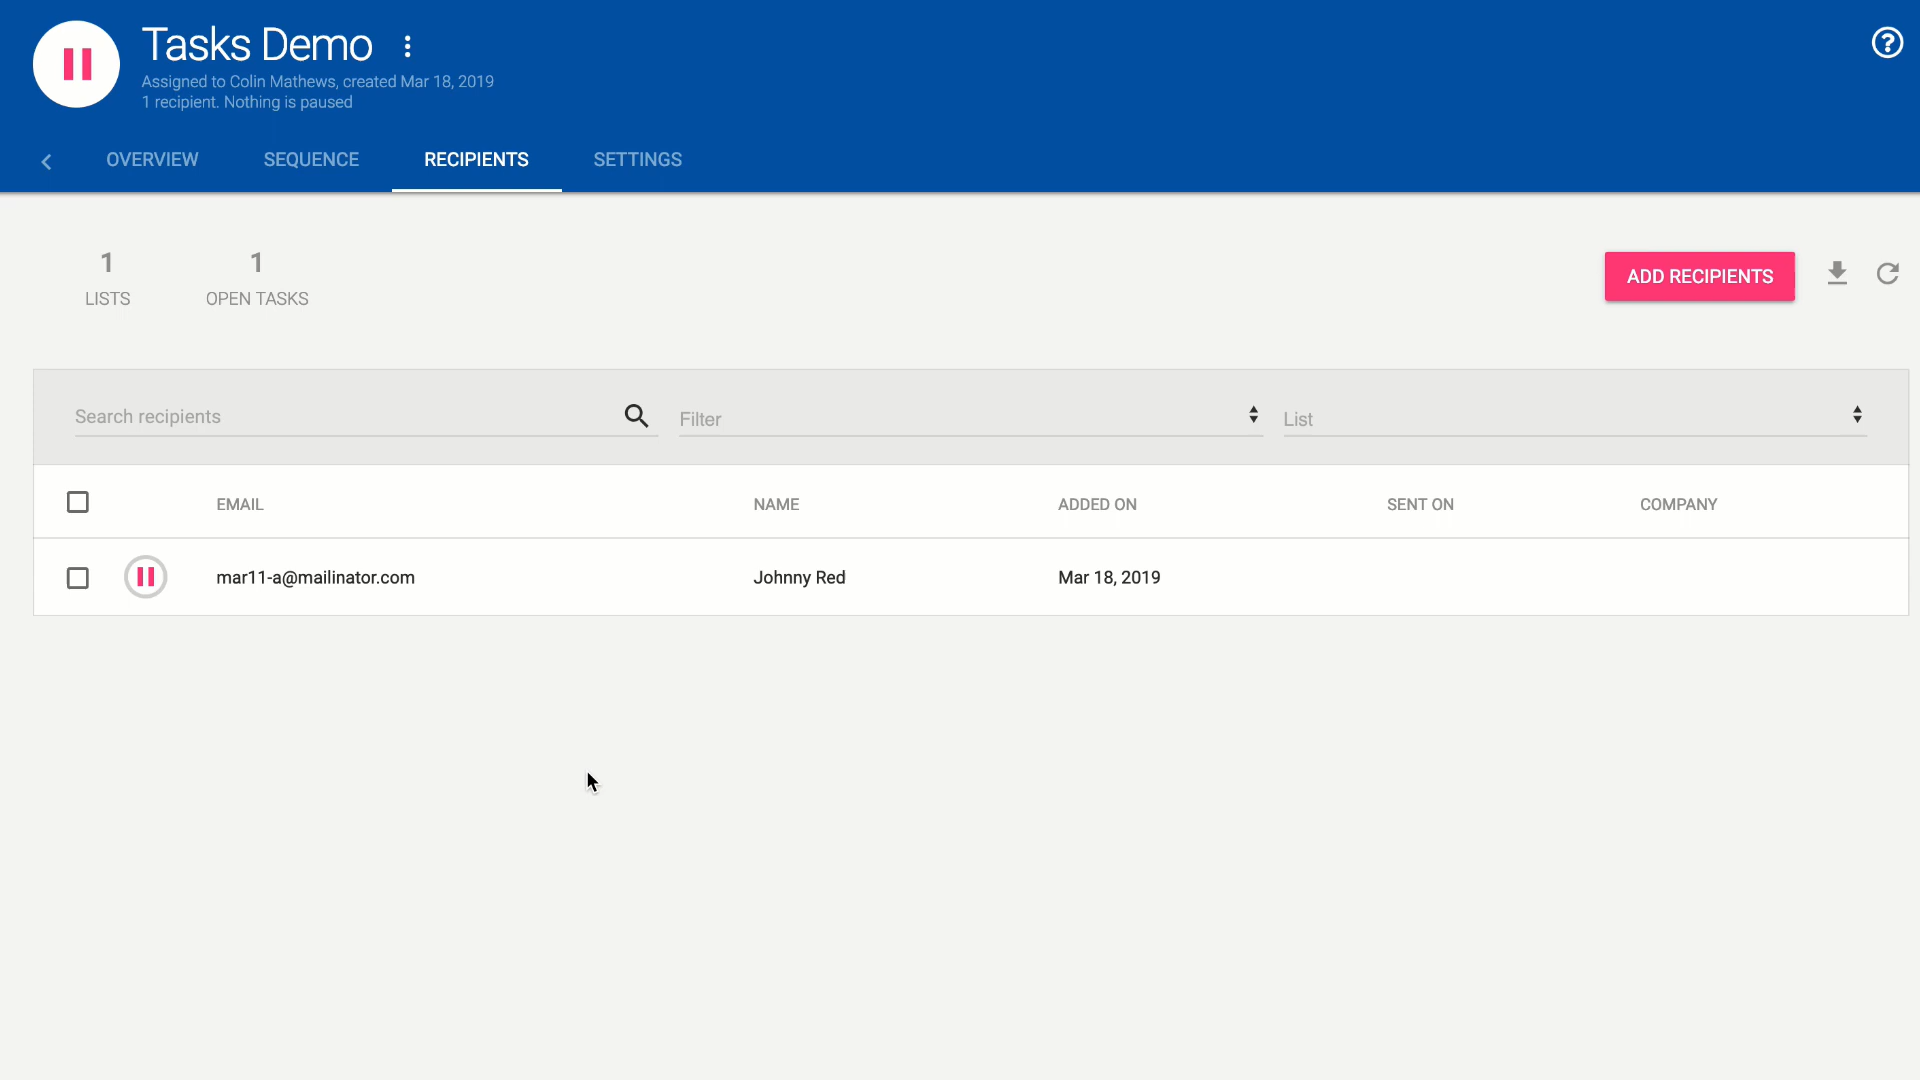 Tasks Demo
Assigned to Colin Mathews, created Mar 18, 2019
1 recipient. Nothing is paused
OVERVIEW SEQUENCE RECIPIENTS SETTINGS
1 1
LISTS OPEN TASKS
ADD RECIPIENTS
Search recipients Filter List
EMAIL NAME ADDED ON SENT ON COMPANY
mar11-a@mailinator.com Johnny Red Mar 18, 2019